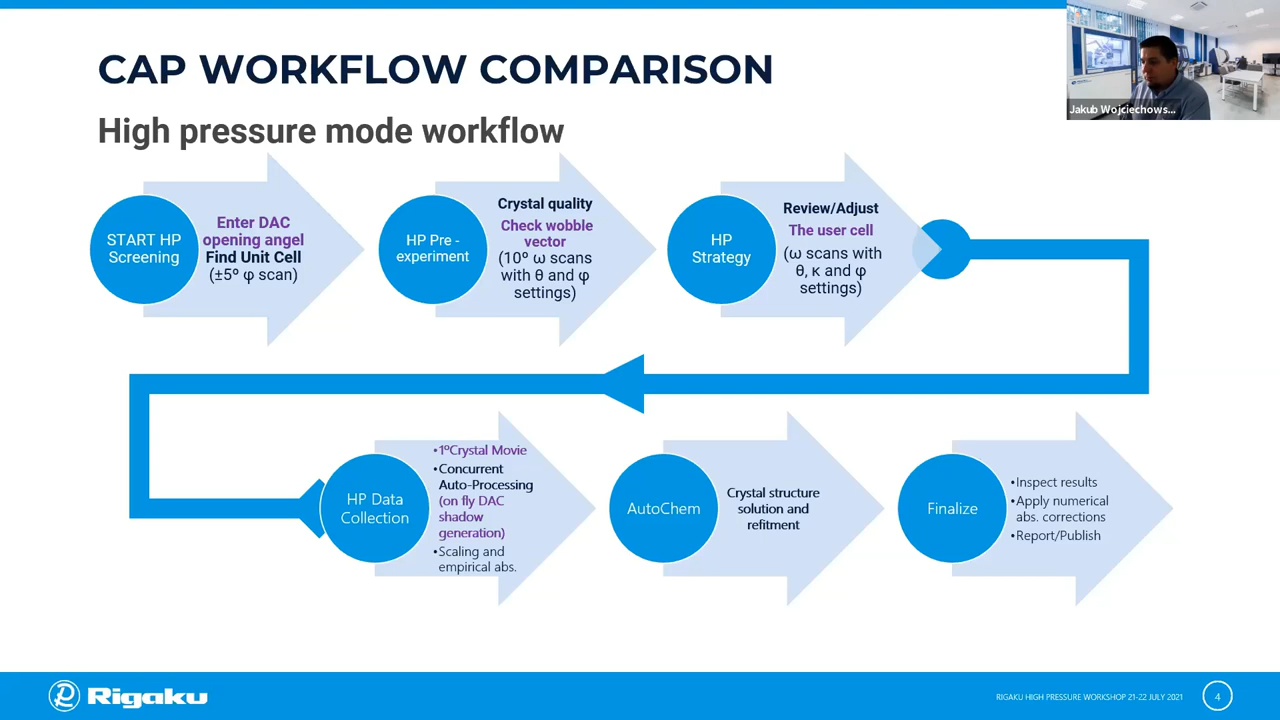 CAP WORKFLOW COMPARISON
Jakub Wojciechows...
High pressure mode workflow
START HP
Screening
Enter DAC
opening angel
Find Unit Cell
(±5º φ scan)
HP Pre -
experiment
Crystal quality
Check wobble
vector
(10º ω scans
with θ and φ
settings)
HP
Strategy
Review/Adjust
The user cell
(ω scans with
θ, κ and φ
settings)
HP Data
Collection
•1ºCrystal Movie
•Concurrent
Auto-Processing
(on fly DAC
shadow
generation)
•Scaling and
empirical abs.
AutoChem
Crystal structure
solution and
refitment
Finalize
•Inspect results
•Apply numerical
abs. corrections
•Report/Publish
Rigaku
RIGAKU HIGH PRESSURE WORKSHOP 21-22 JULY 2021
4